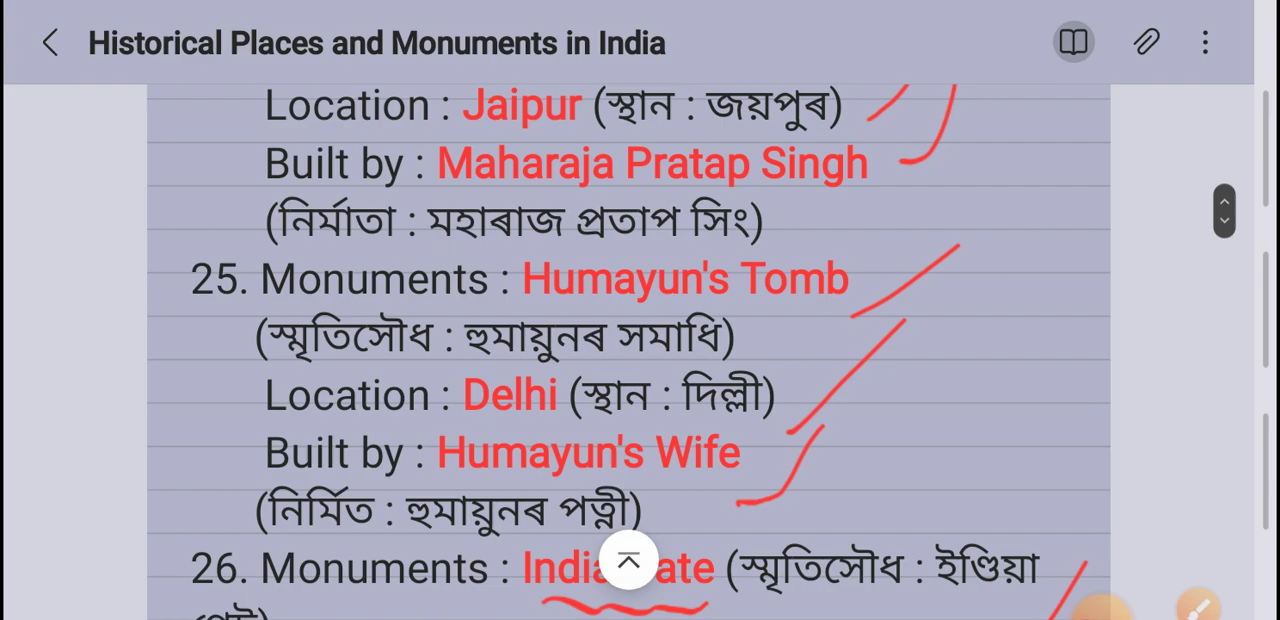 Historical Places and Monuments in India
Location : Jaipur (স্থান : জয়পুৰ)
Built by : Maharaja Pratap Singh
(নিৰ্মাতা : মহাৰাজ প্ৰতাপ সিং)
25. Monuments : Humayun's Tomb
(স্মৃতিসৌধ : হুমায়ুনৰ সমাধি)
Location : Delhi (স্থান : দিল্লী)
Built by : Humayun's Wife
(নিৰ্মিত : হুমায়ুনৰ পত্নী)
26. Monuments : India ate (স্মৃতিসৌধ : ইণ্ডিয়া